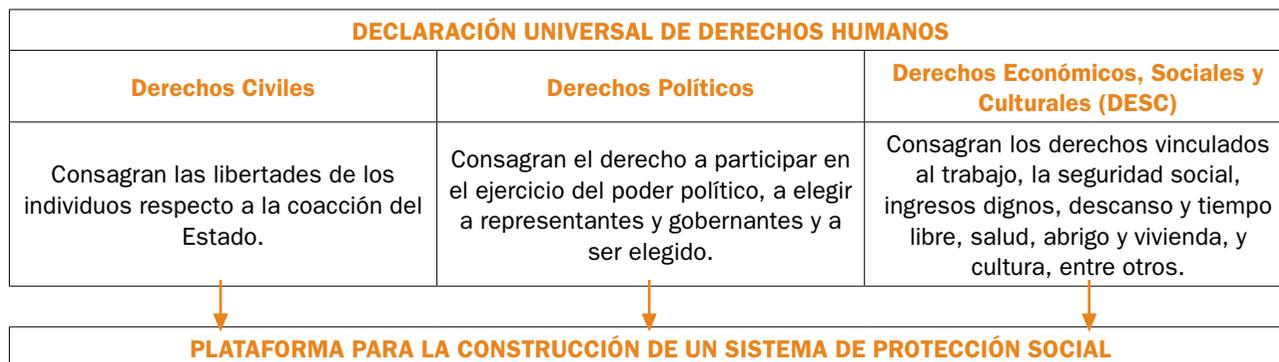 DECLARACIÓN UNIVERSAL DE DERECHOS HUMANOS
Derechos Civiles
Derechos Políticos
Derechos Económicos, Sociales y
Culturales (DESC)
Consagran las libertades de los
individuos respecto a la coacción del
Estado.
Consagran el derecho a participar en
el ejercicio del poder político, a elegir
a representantes y gobernantes y a
ser elegido.
Consagran los derechos vinculados
al trabajo, la seguridad social,
ingresos dignos, descanso y tiempo
libre, salud, abrigo y vivienda, y
cultura, entre otros.
PLATAFORMA PARA LA CONSTRUCCIÓN DE UN SISTEMA DE PROTECCIÓN SOCIAL